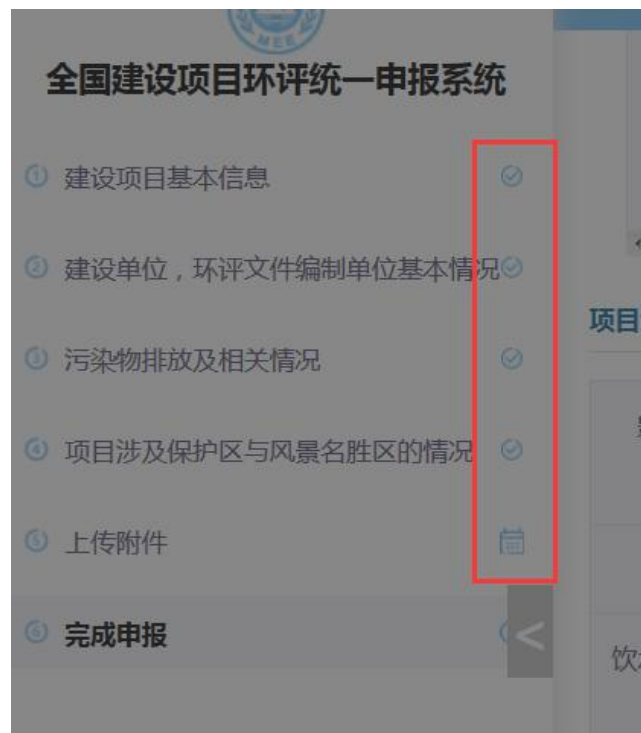 MEE
全国建设项目环评统一申报系统
1 建设项目基本信息
2 建设单位，环评文件编制单位基本情况
3 污染物排放及相关情况
4 项目涉及保护区与风景名胜区的情况
5 上传附件
6 完成申报
<
项目
饮